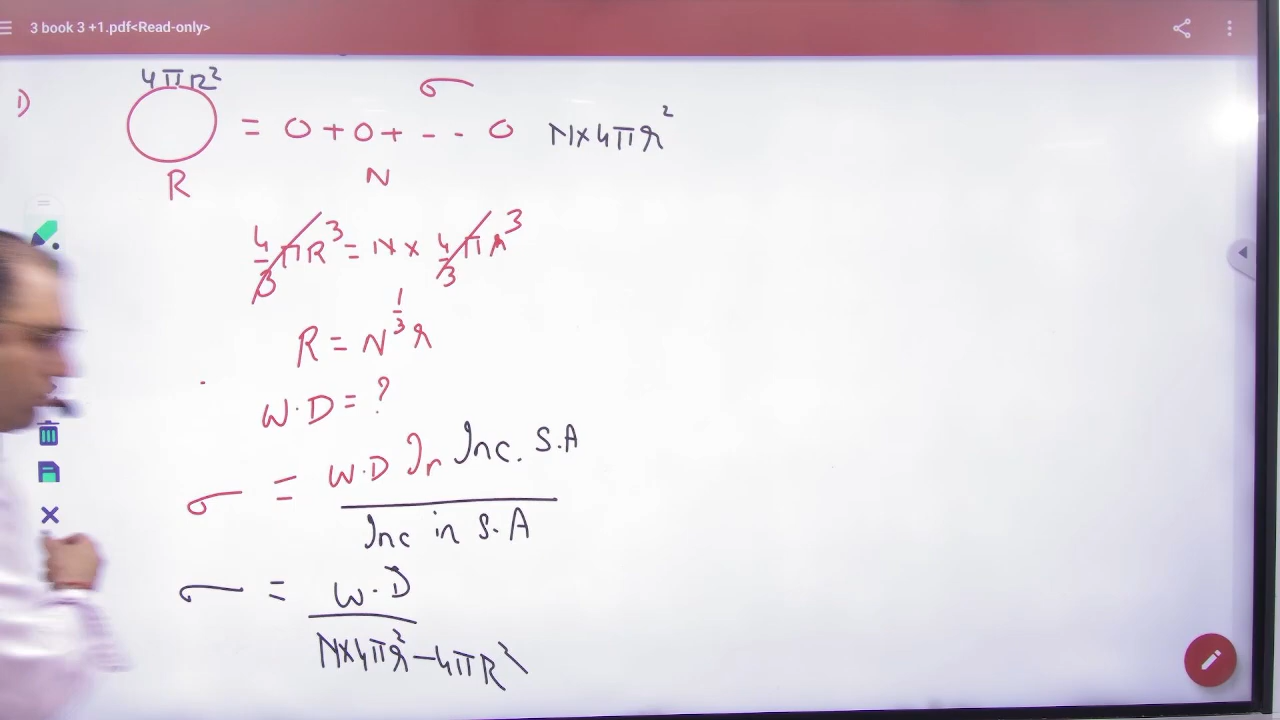 3 book 3 +1.pdf<Read-only>
4πR²
1)
σ
= 0 + 0 + - - 0 N×4πr²
R N
4/3 πR³ = N × 4/3 πr³
R = N^1/3 r
W.D = ?
σ = W.D In Inc. S.A / Inc in S.A
σ = W.D / N×4πr² – 4πR²